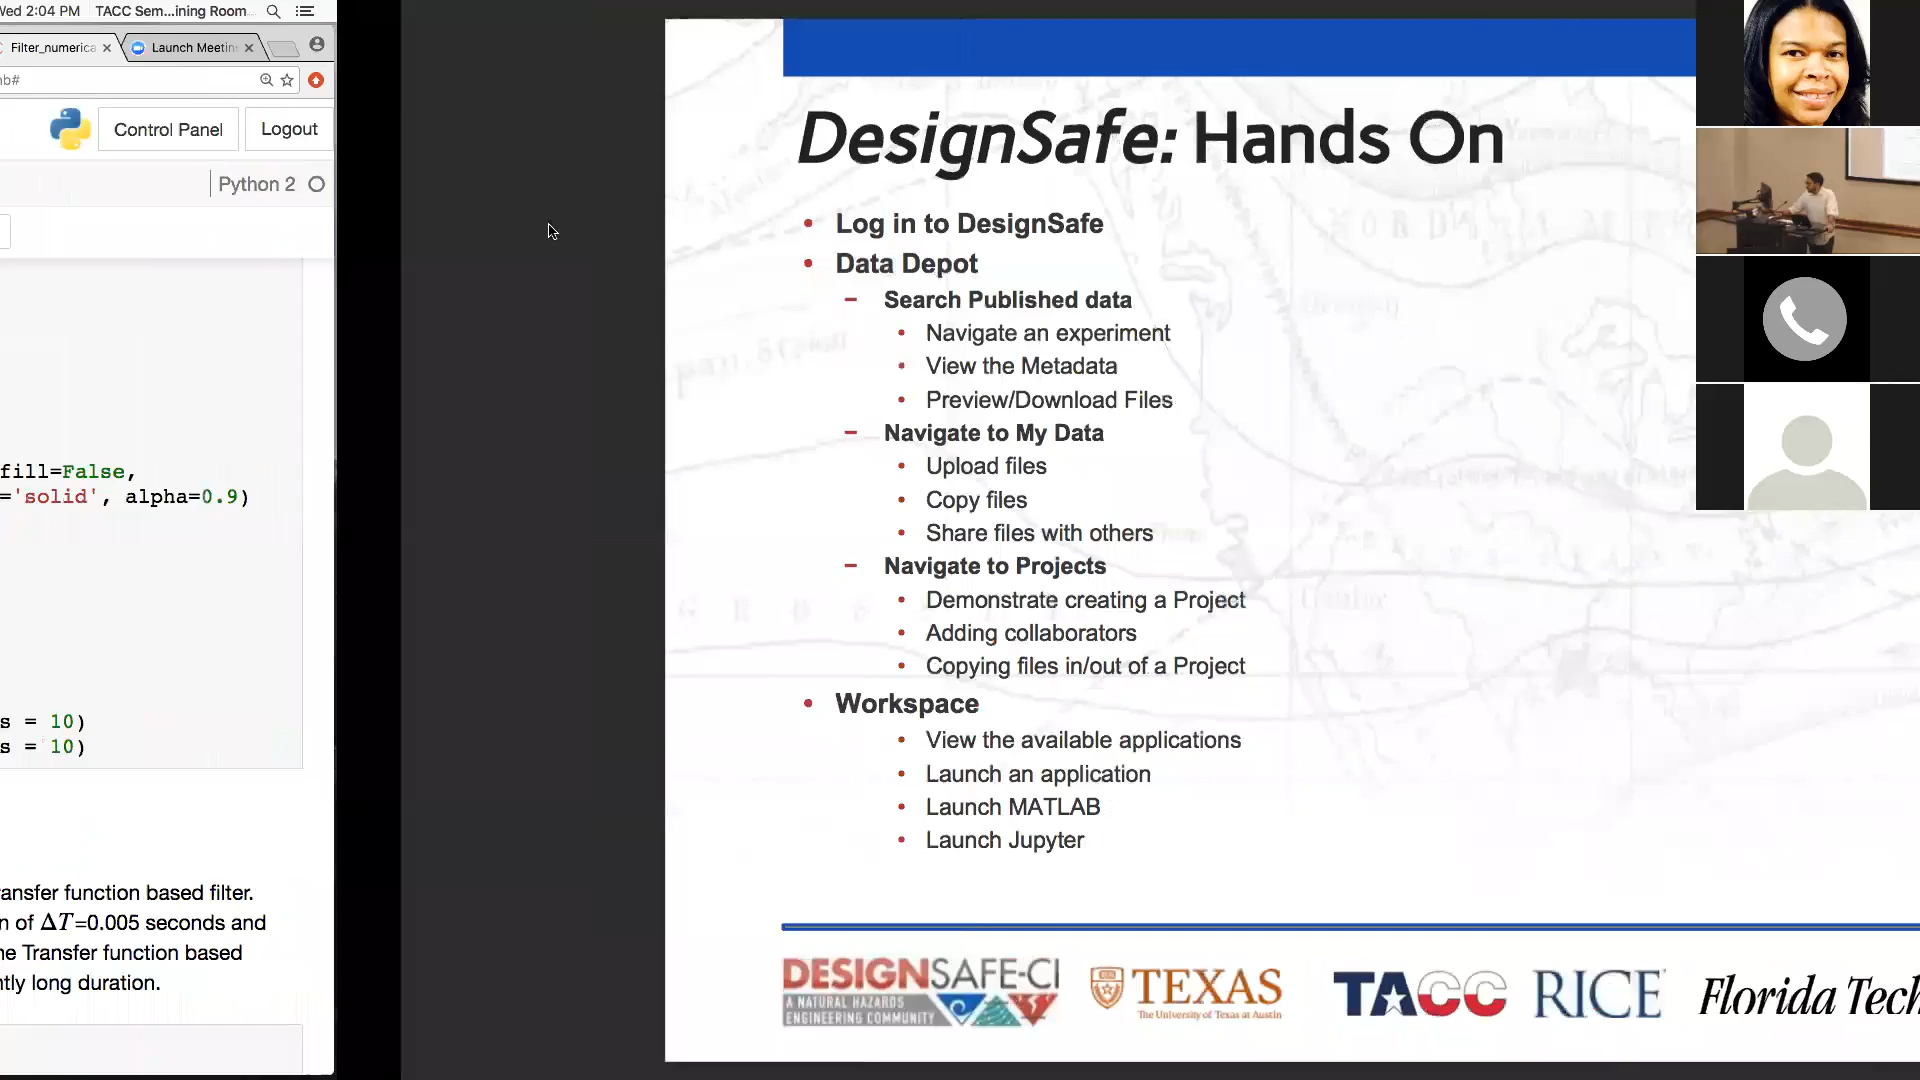 Wed 2:04 PM TACC Sem...ining Room
Filter_numerica
Launch Meetin
nb#
Control Panel
Logout
Python 2
fill=False,
='solid', alpha=0.9)
s = 10)
s = 10)
ansfer function based filter.
n of ΔT=0.005 seconds and
he Transfer function based
ntly long duration.
DesignSafe: Hands On
• Log in to DesignSafe
• Data Depot
– Search Published data
• Navigate an experiment
• View the Metadata
• Preview/Download Files
– Navigate to My Data
• Upload files
• Copy files
• Share files with others
– Navigate to Projects
• Demonstrate creating a Project
• Adding collaborators
• Copying files in/out of a Project
• Workspace
• View the available applications
• Launch an application
• Launch MATLAB
• Launch Jupyter
DESIGNSAFE-CI
A NATURAL HAZARDS
ENGINEERING COMMUNITY
TEXAS
The University of Texas at Austin
TACC
RICE
Florida Tech